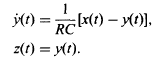 ẏ(t) = 1/RC [x(t) − y(t)],
z(t) = y(t).